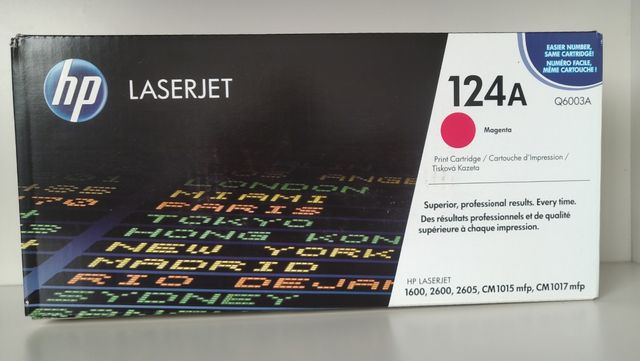 hp
LASERJET
EASIER NUMBER,
SAME CARTRIDGE!
NUMÉRO FACILE,
MÊME CARTOUCHE !
124A
Q6003A
Magenta
Print Cartridge / Cartouche d'Impression /
Tisková Kazeta
Superior, professional results. Every time.
Des résultats professionnels et de qualité
supérieure à chaque impression.
HP LASERJET
1600, 2600, 2605, CM1015 mfp, CM1017 mfp
LONDON
MIAMI
PARIS
TOKYO
HONG KON
NEW YORK
MADRID
RIO DEJAN
SYDNEY